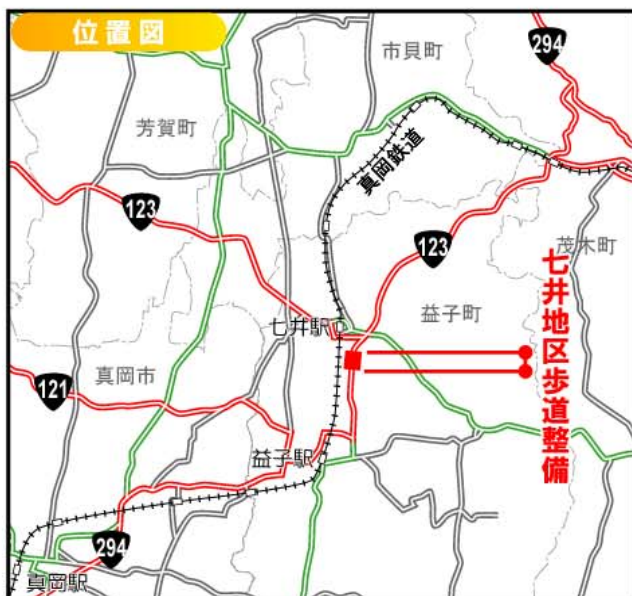 位置図
294
市貝町
芳賀町
真岡鉄道
123
123
茂木町
七井駅
益子町
七井地区歩道整備
真岡市
121
益子駅
294
真岡駅